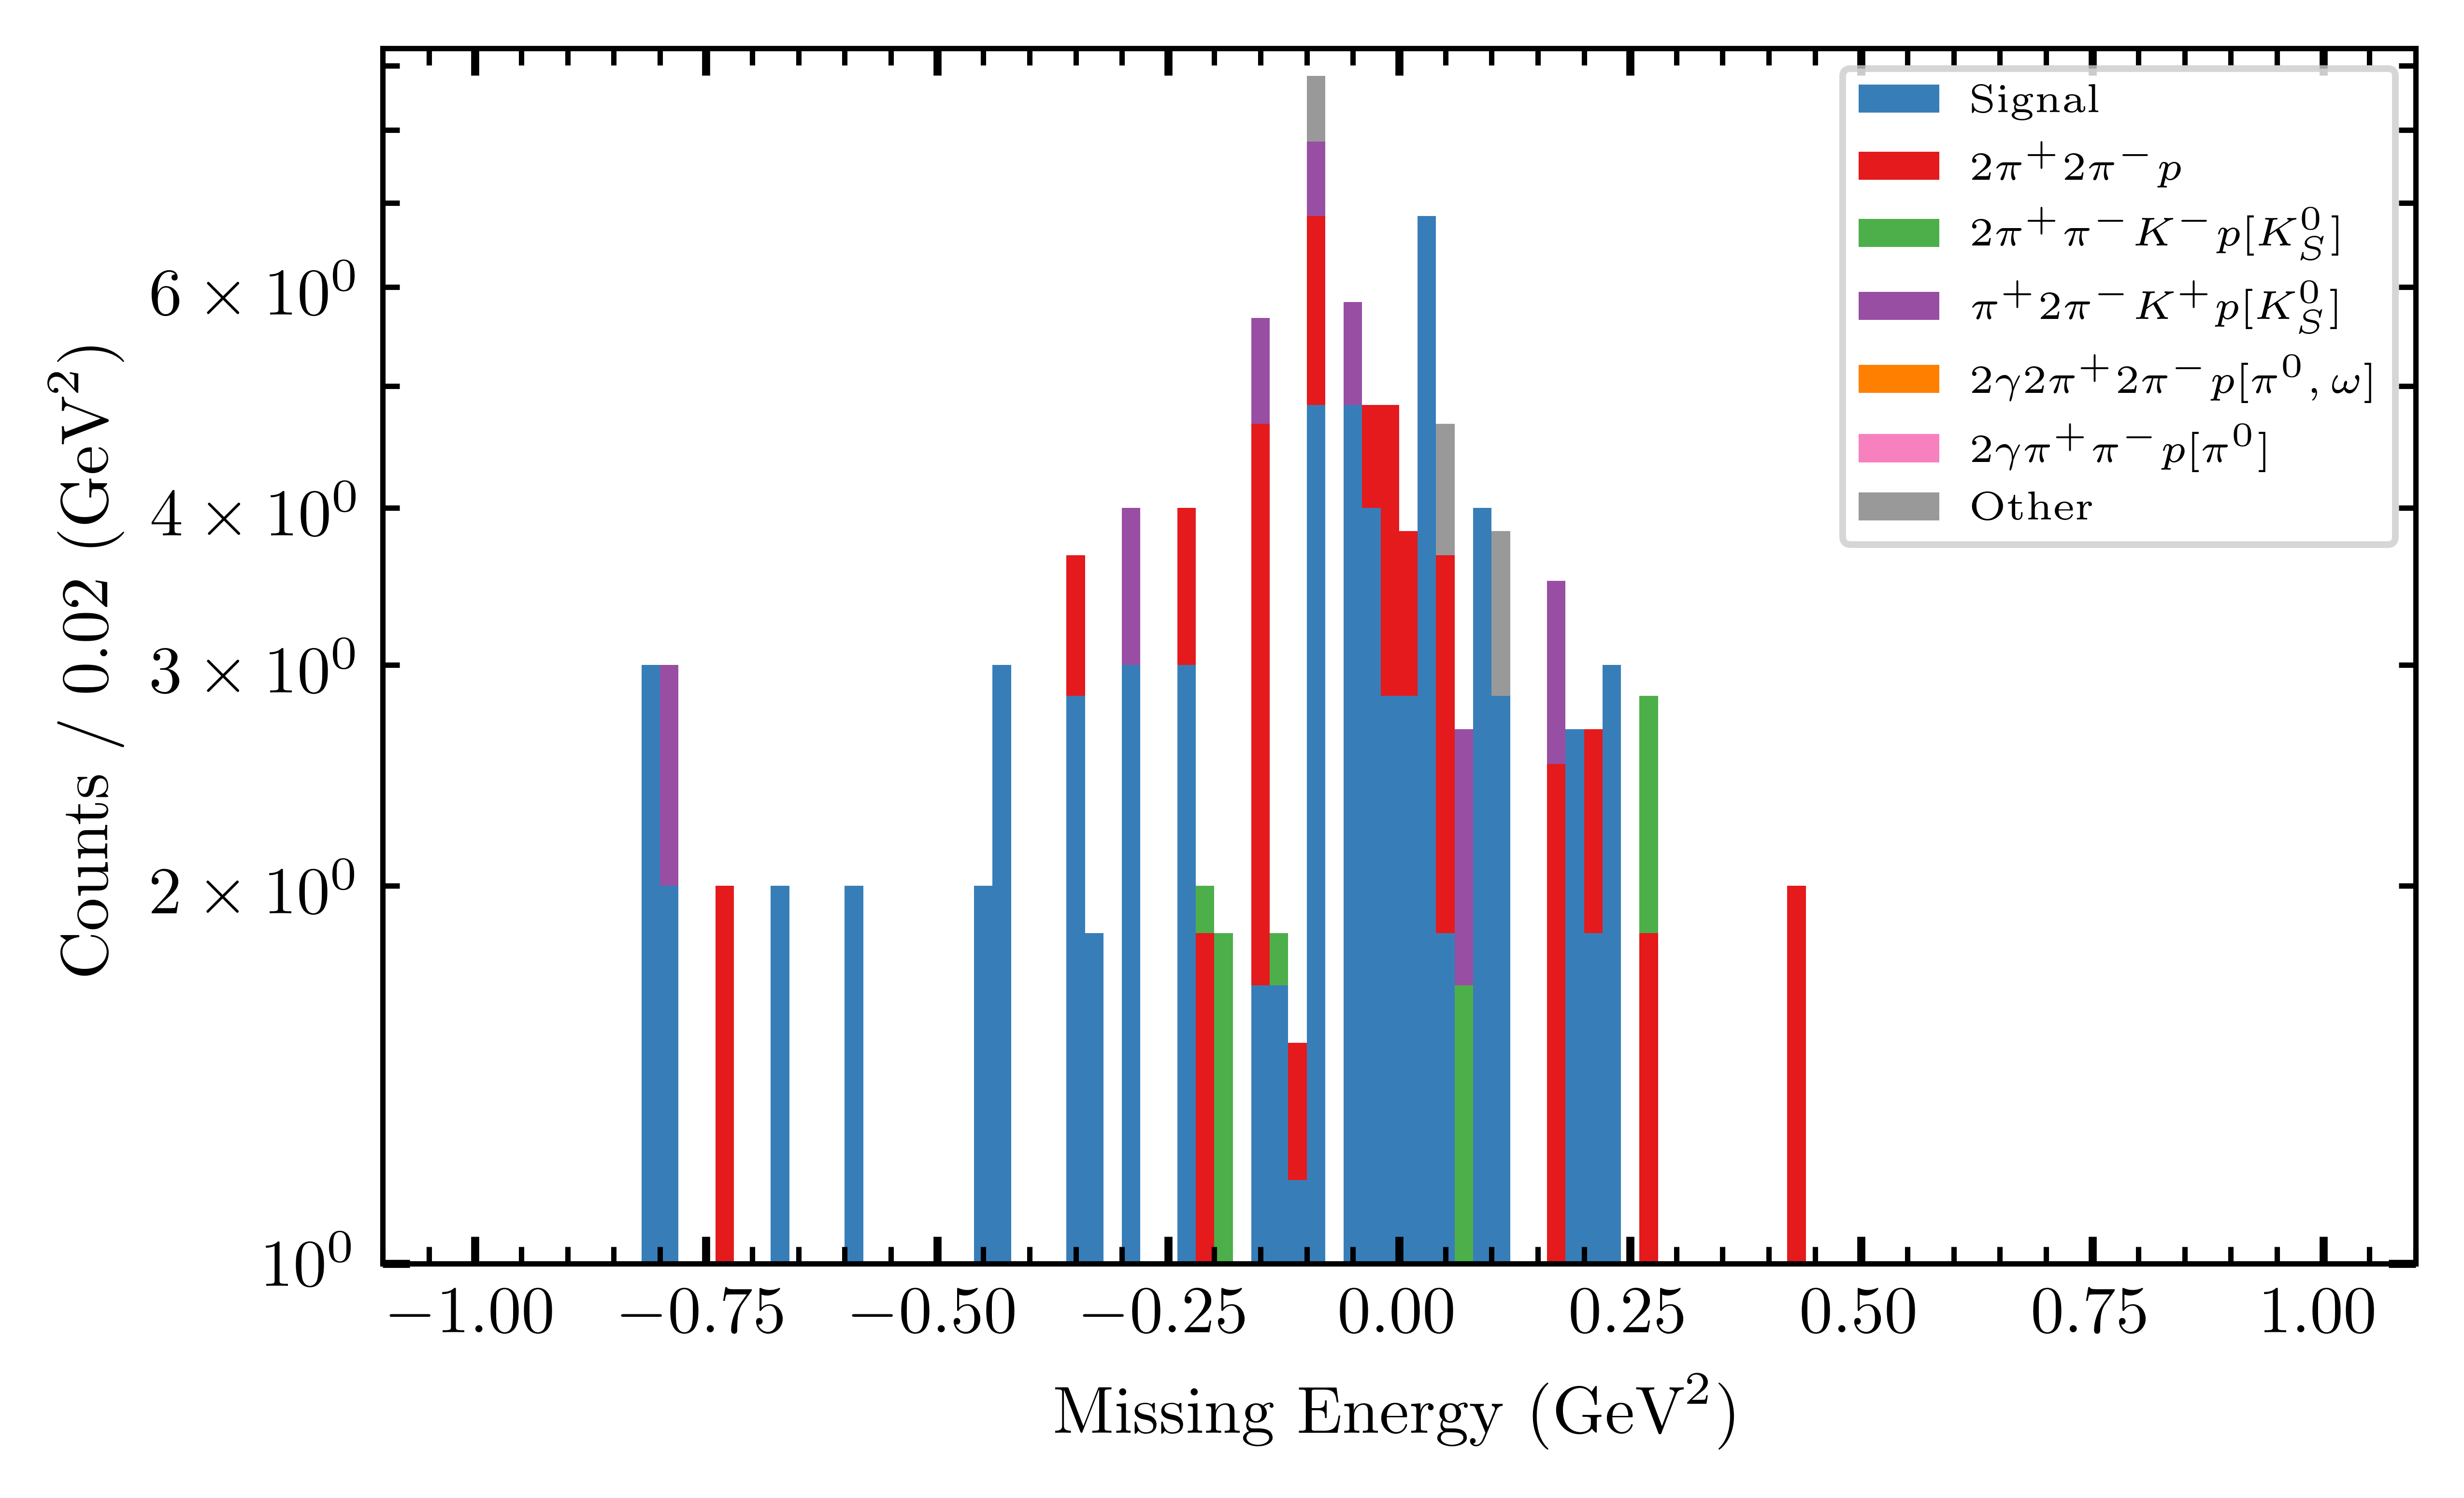 Counts / 0.02 (GeV²)
6 × 10⁰
4 × 10⁰
3 × 10⁰
2 × 10⁰
10⁰
−1.00 −0.75 −0.50 −0.25 0.00 0.25 0.50 0.75 1.00
Missing Energy (GeV²)
Signal
2π⁺2π⁻p
2π⁺π⁻K⁻p[K⁰_S]
π⁺2π⁻K⁺p[K⁰_S]
2γ2π⁺2π⁻p[π⁰, ω]
2γπ⁺π⁻p[π⁰]
Other